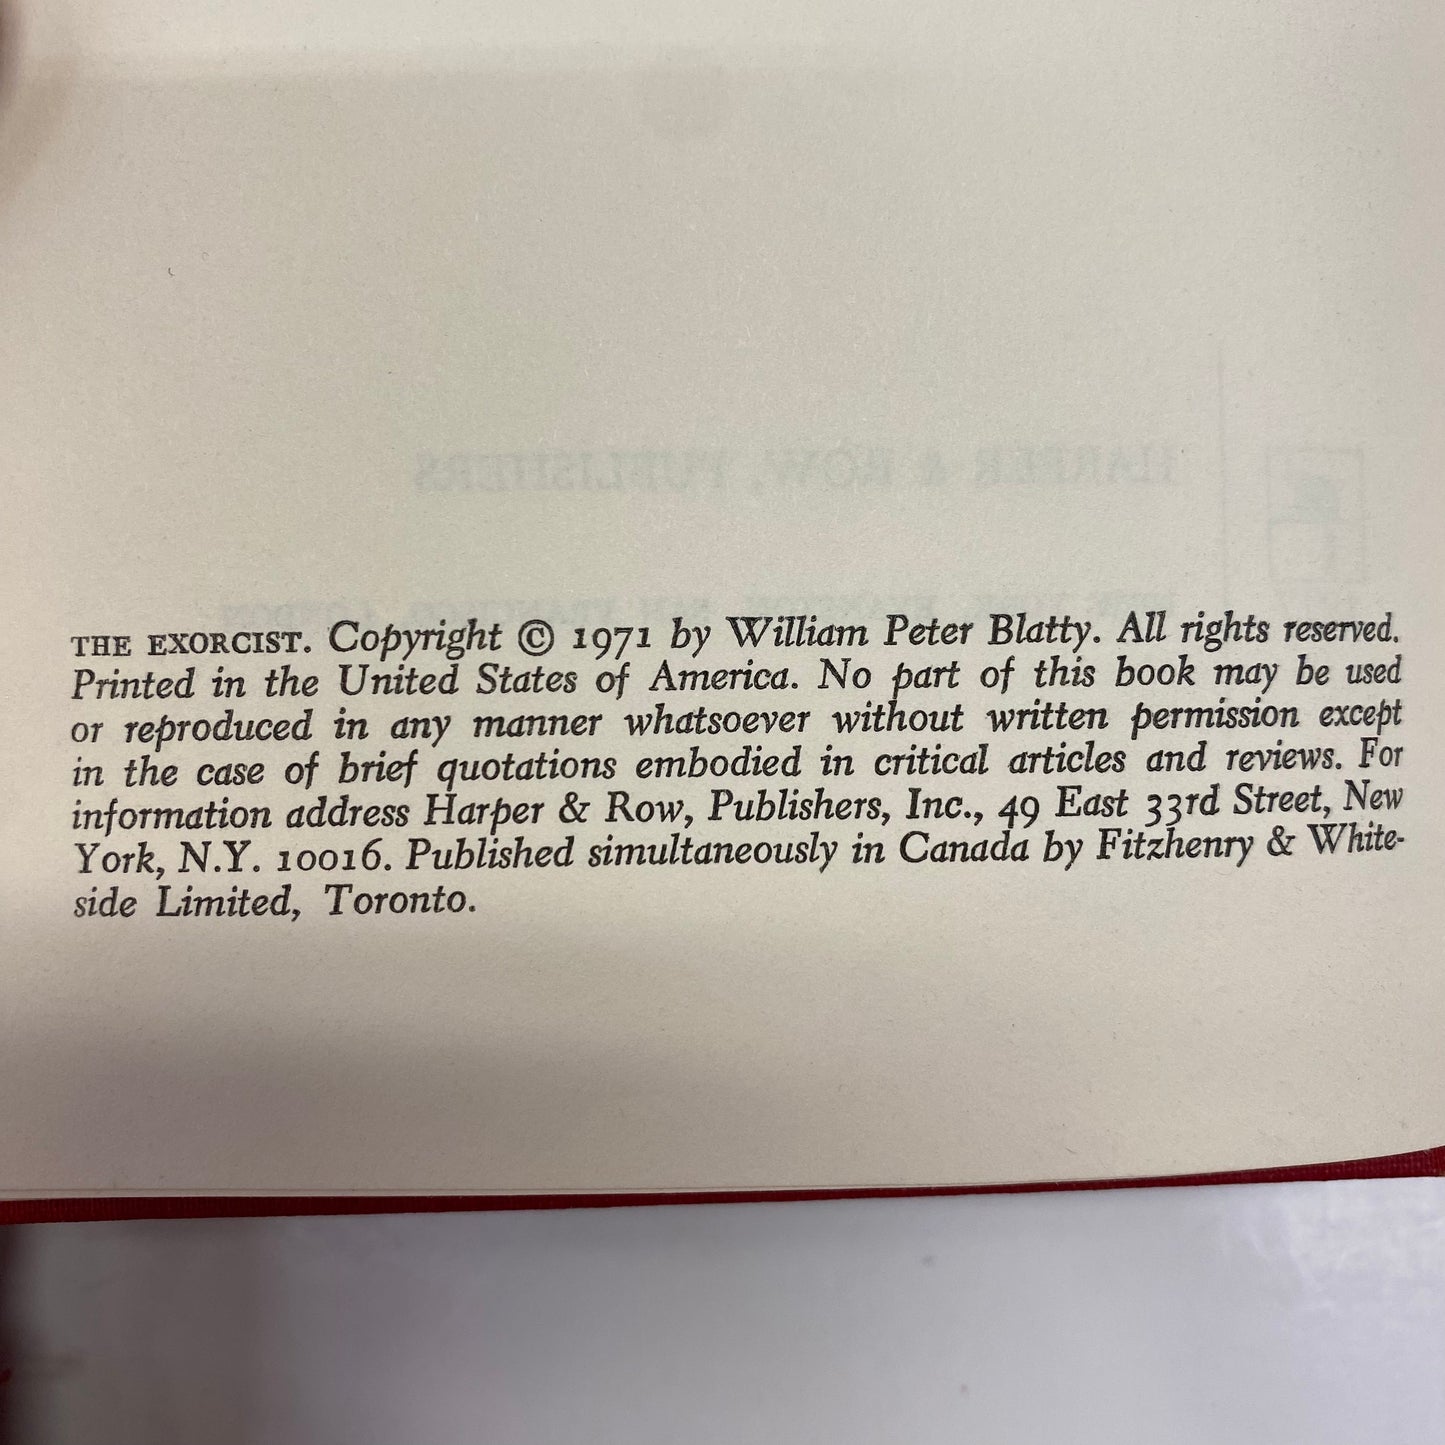 HARPER & ROW, PUBLISHERS
THE EXORCIST. Copyright © 1971 by William Peter Blatty. All rights reserved.
Printed in the United States of America. No part of this book may be used
or reproduced in any manner whatsoever without written permission except
in the case of brief quotations embodied in critical articles and reviews. For
information address Harper & Row, Publishers, Inc., 49 East 33rd Street, New
York, N.Y. 10016. Published simultaneously in Canada by Fitzhenry & White-
side Limited, Toronto.